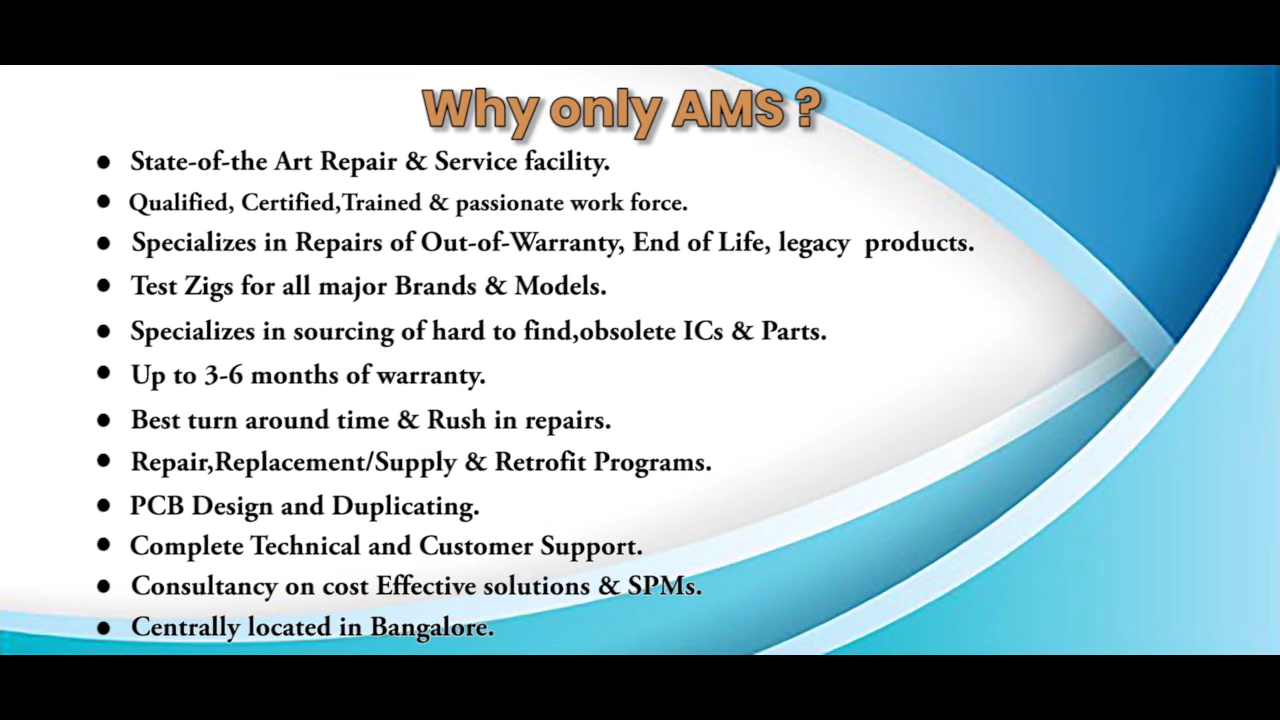 Why only AMS ?
● State-of-the Art Repair & Service facility.
● Qualified, Certified,Trained & passionate work force.
● Specializes in Repairs of Out-of-Warranty, End of Life, legacy  products.
● Test Zigs for all major Brands & Models.
● Specializes in sourcing of hard to find,obsolete ICs & Parts.
● Up to 3-6 months of warranty.
● Best turn around time & Rush in repairs.
● Repair,Replacement/Supply & Retrofit Programs.
● PCB Design and Duplicating.
● Complete Technical and Customer Support.
● Consultancy on cost Effective solutions & SPMs.
● Centrally located in Bangalore.